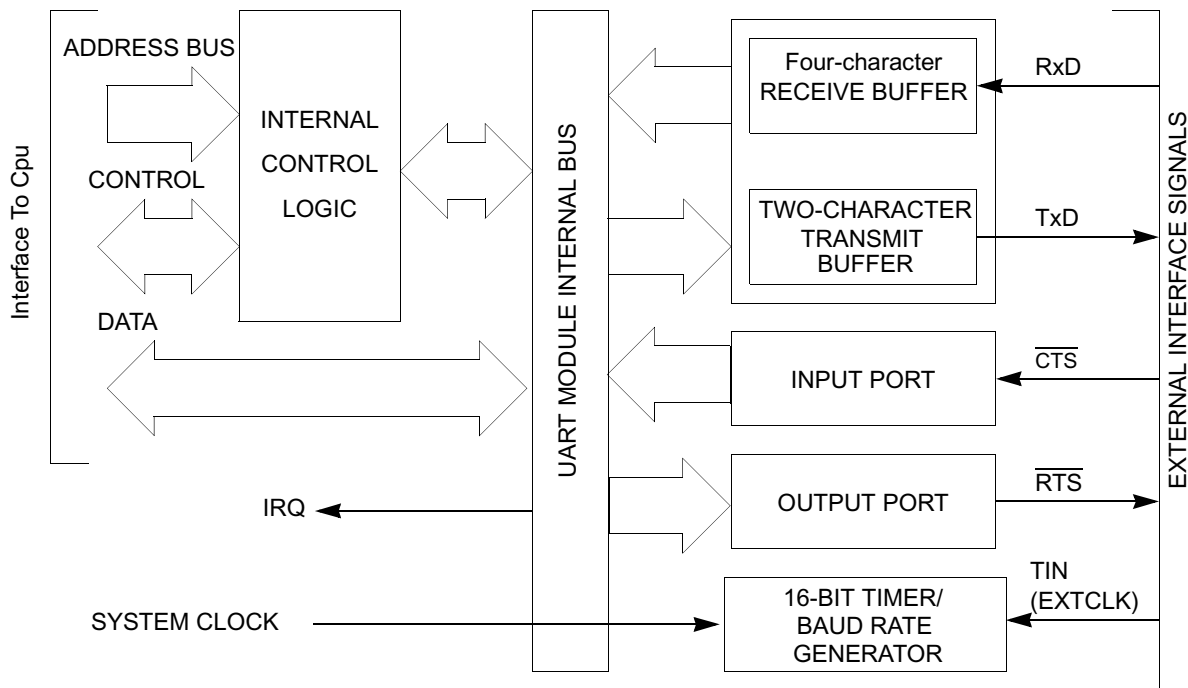 Interface To Cpu
ADDRESS BUS
CONTROL
DATA
INTERNAL
CONTROL
LOGIC
IRQ
SYSTEM CLOCK
UART MODULE INTERNAL BUS
Four-character
RECEIVE BUFFER
TWO-CHARACTER
TRANSMIT
BUFFER
INPUT PORT
OUTPUT PORT
16-BIT TIMER/
BAUD RATE
GENERATOR
RxD
TxD
CTS
RTS
TIN
(EXTCLK)
EXTERNAL INTERFACE SIGNALS